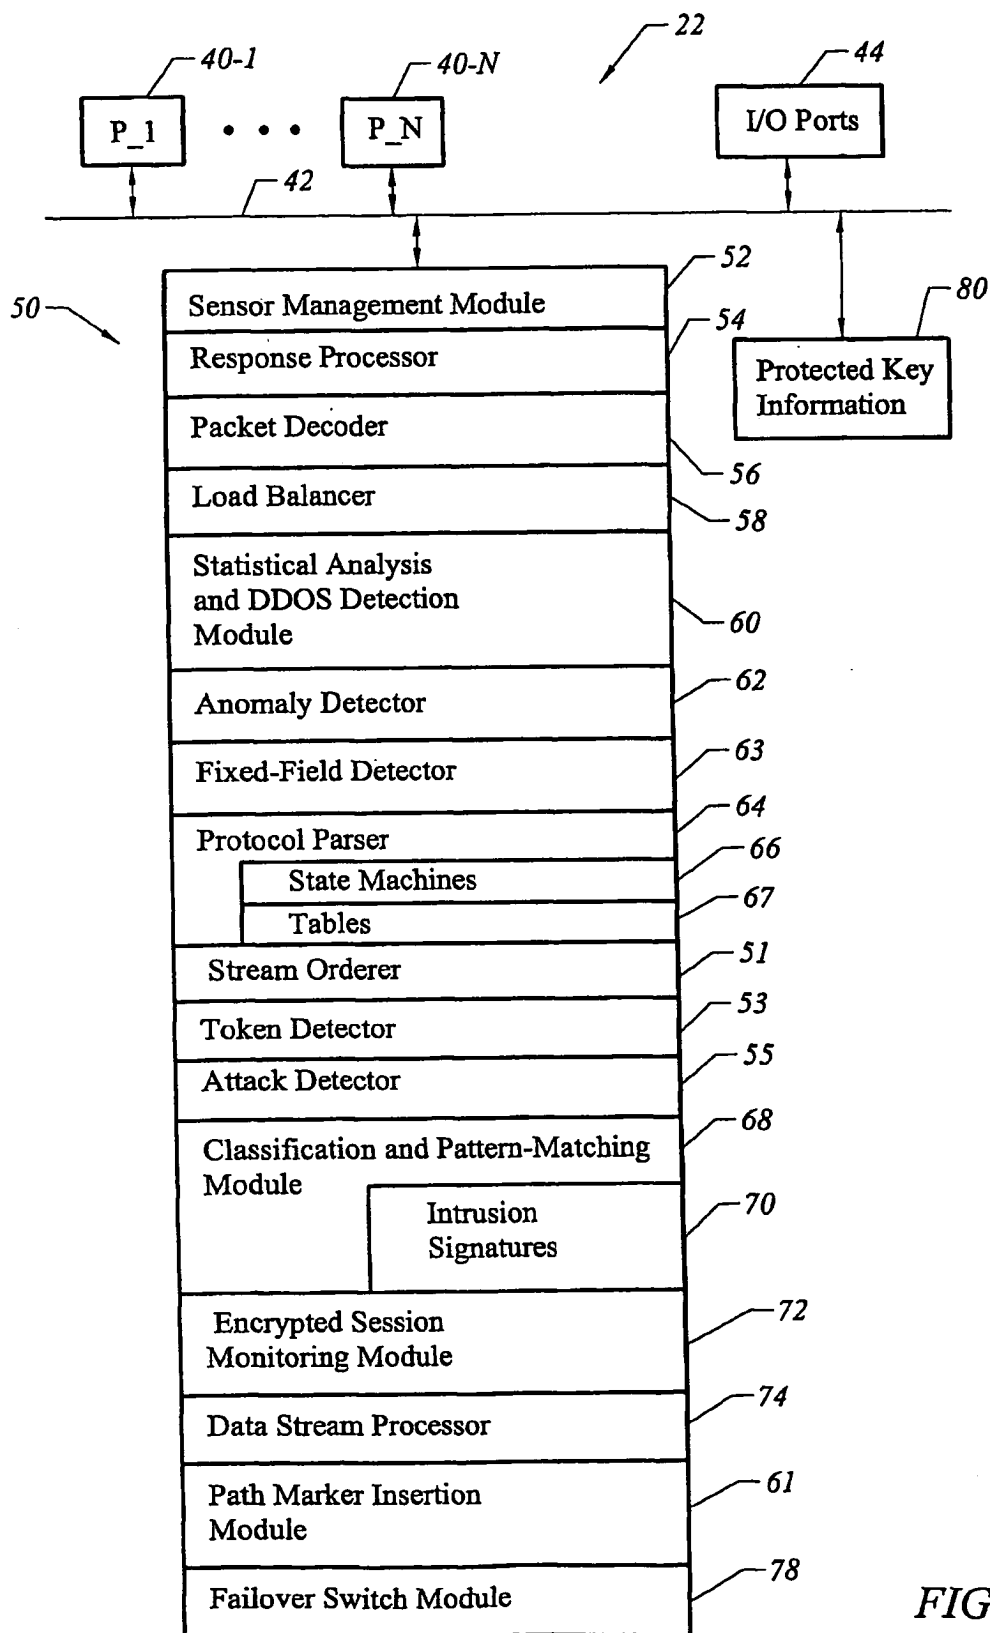 22
40-1
40-N
44
P_1
• • •
P_N
I/O Ports
42
52
50
Sensor Management Module
80
54
Response Processor
Protected Key
Information
Packet Decoder
56
Load Balancer
58
Statistical Analysis
and DDOS Detection
Module
60
62
Anomaly Detector
63
Fixed-Field Detector
64
Protocol Parser
66
State Machines
67
Tables
51
Stream Orderer
53
Token Detector
55
Attack Detector
68
Classification and Pattern-Matching
Module
70
Intrusion
Signatures
72
Encrypted Session
Monitoring Module
74
Data Stream Processor
61
Path Marker Insertion
Module
78
Failover Switch Module
FIG